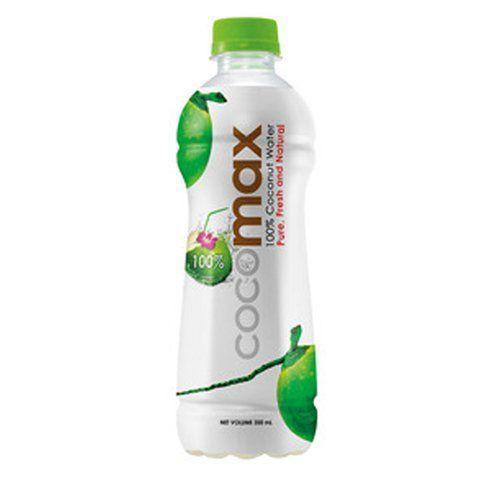 cocomax
100% Coconut Water
Pure, Fresh and Natural
100%
NET VOLUME 350 mL